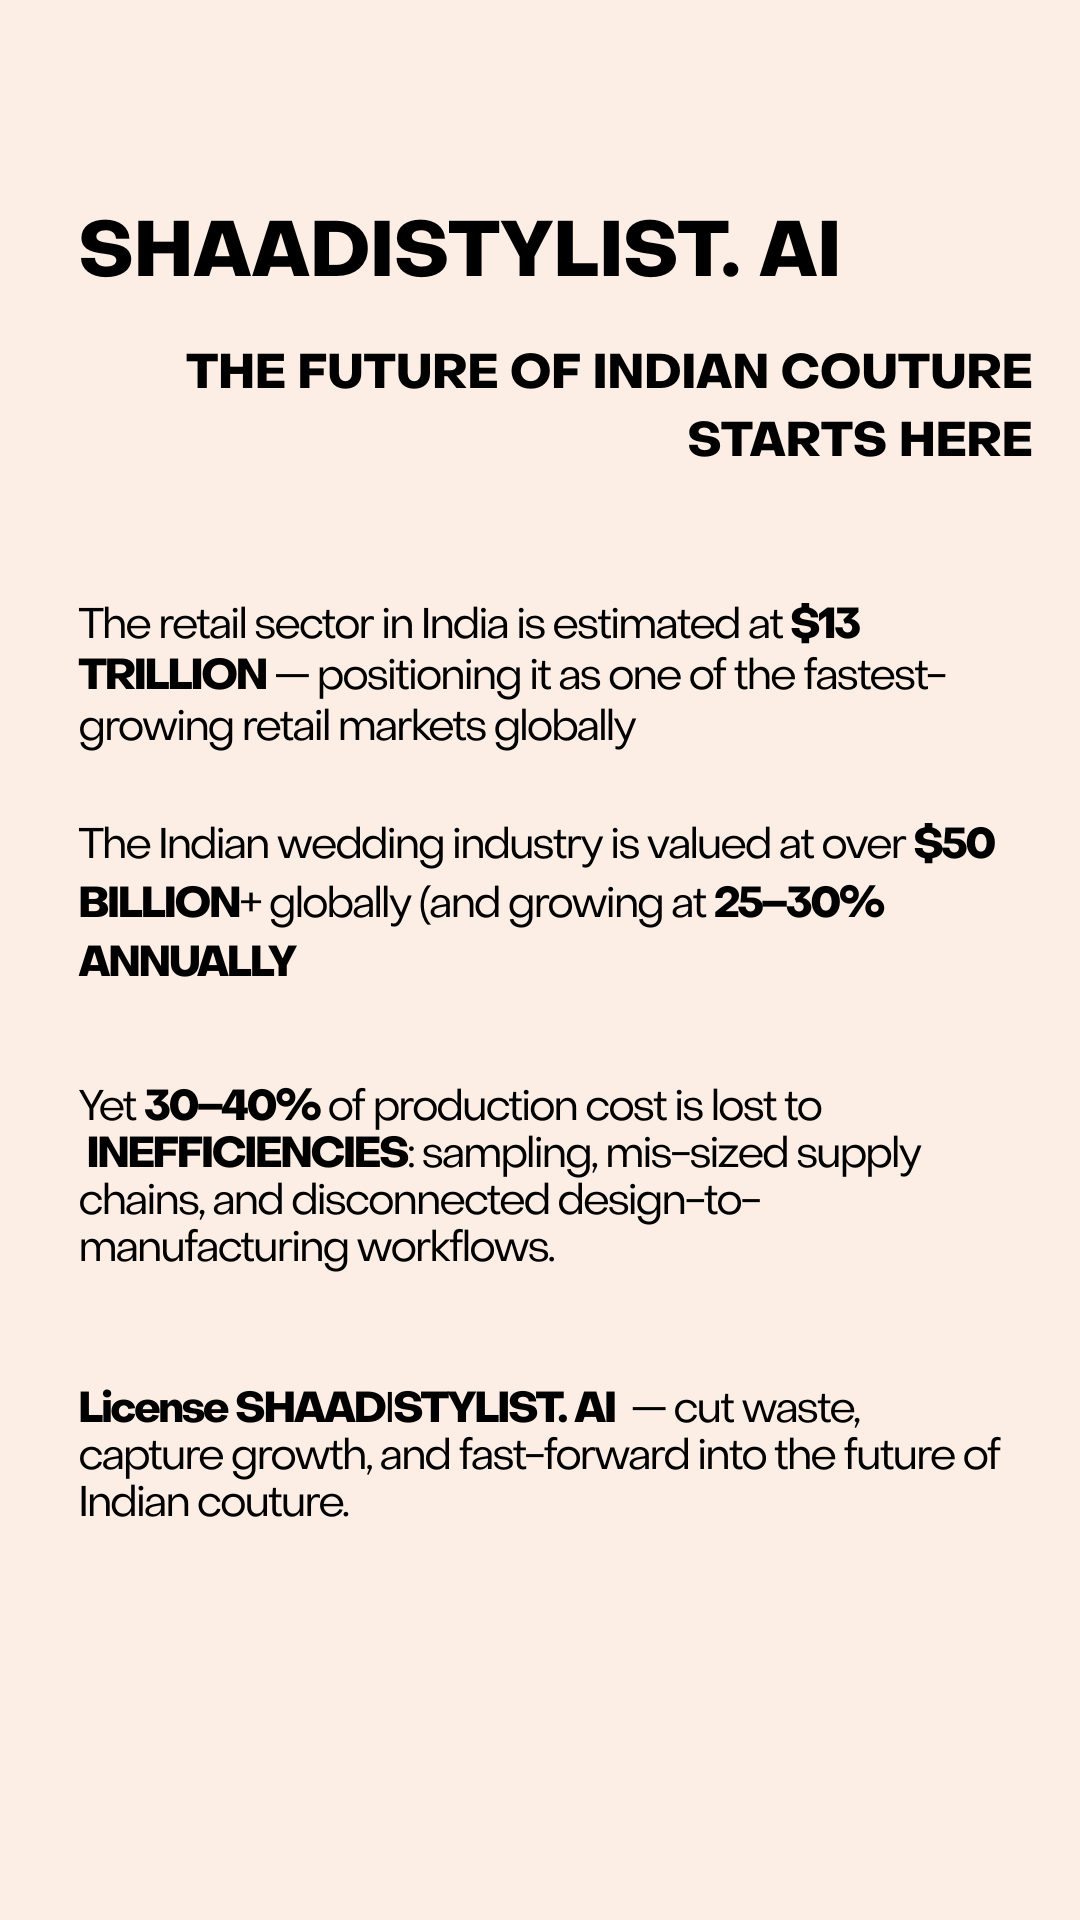 SHAADISTYLIST. AI
THE FUTURE OF INDIAN COUTURE
STARTS HERE
The retail sector in India is estimated at $13
TRILLION — positioning it as one of the fastest-
growing retail markets globally
The Indian wedding industry is valued at over $50
BILLION+ globally (and growing at 25–30%
ANNUALLY
Yet 30–40% of production cost is lost to
INEFFICIENCIES: sampling, mis-sized supply
chains, and disconnected design-to-
manufacturing workflows.
License SHAADISTYLIST. AI — cut waste,
capture growth, and fast-forward into the future of
Indian couture.